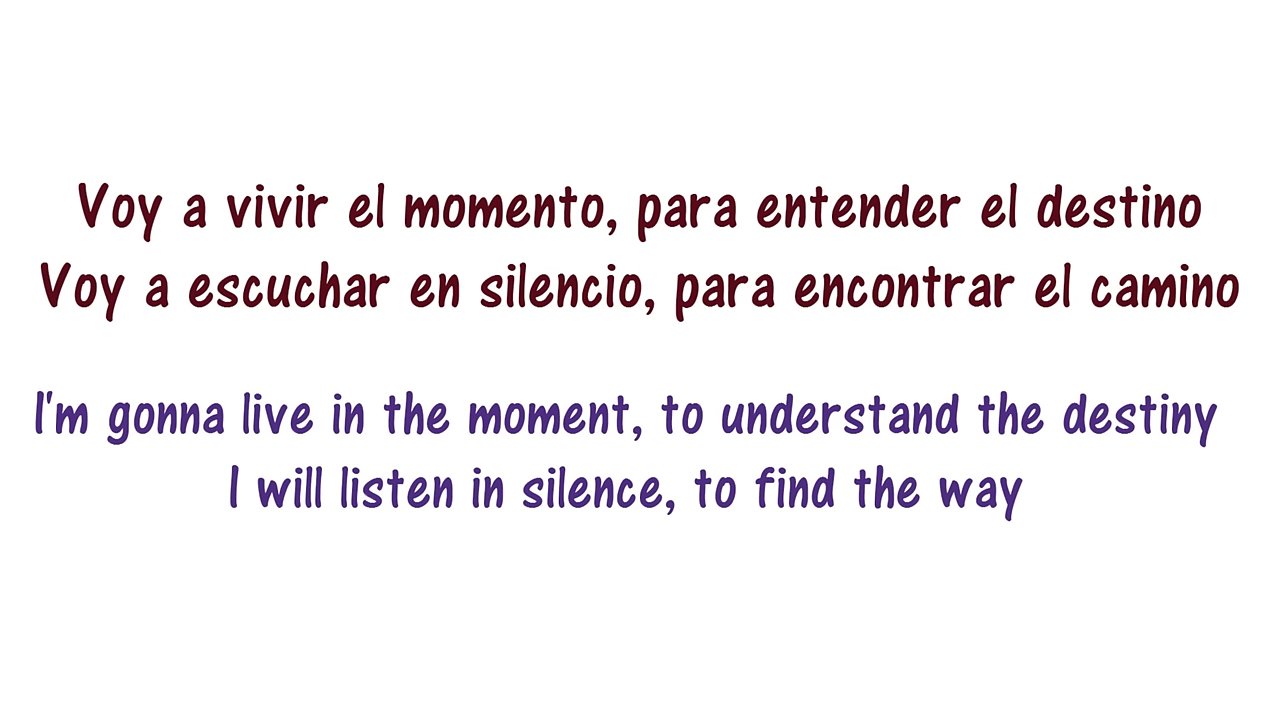 Voy a vivir el momento, para entender el destino
Voy a escuchar en silencio, para encontrar el camino
I'm gonna live in the moment, to understand the destiny
I will listen in silence, to find the way